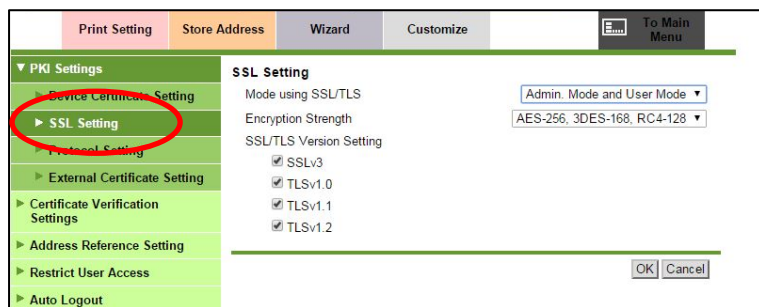 Print Setting
Store Address
Wizard
Customize
To Main
Menu
▼ PKI Settings
► Device Certificate Setting
► SSL Setting
► Protocol Setting
► External Certificate Setting
► Certificate Verification
Settings
► Address Reference Setting
► Restrict User Access
► Auto Logout
SSL Setting
Mode using SSL/TLS
Admin. Mode and User Mode ▼
Encryption Strength
AES-256, 3DES-168, RC4-128 ▼
SSL/TLS Version Setting
SSLv3
TLSv1.0
TLSv1.1
TLSv1.2
OK
Cancel